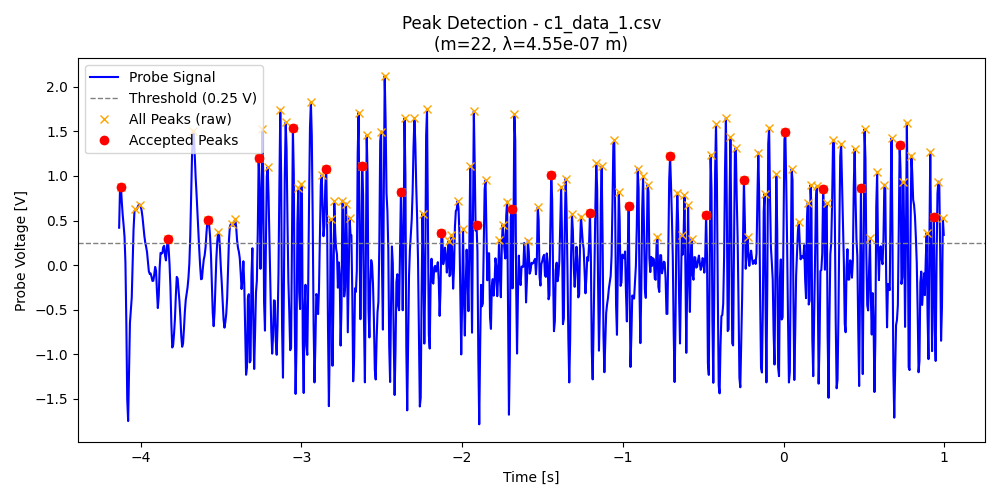 Peak Detection - c1_data_1.csv
(m=22, λ=4.55e-07 m)
Probe Signal
Threshold (0.25 V)
All Peaks (raw)
Accepted Peaks
Probe Voltage [V]
2.0
1.5
1.0
0.5
0.0
−0.5
−1.0
−1.5
−4
−3
−2
−1
0
1
Time [s]